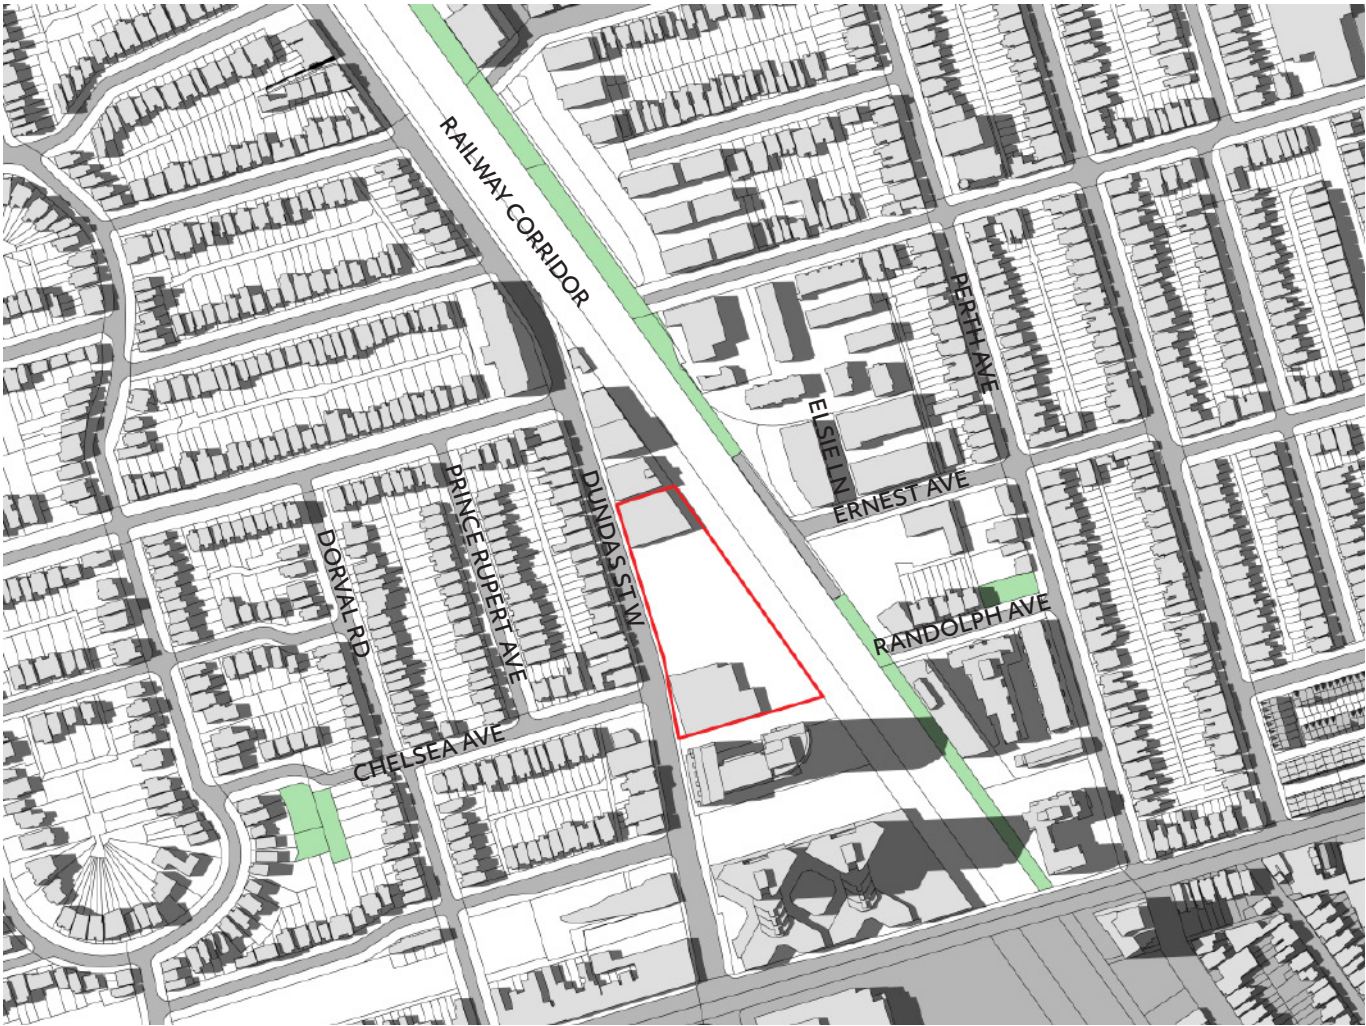 RAILWAY CORRIDOR
PERTH AVE
ELSIE LN
ERNEST AVE
PRINCE RUPERT AVE
DUNDAS ST W
DORVAL RD
RANDOLPH AVE
CHELSEA AVE